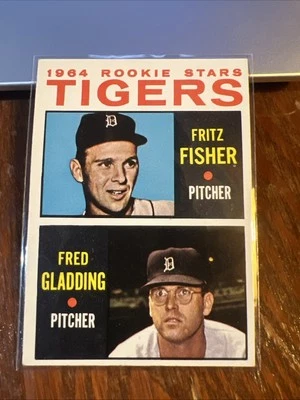 1964 ROOKIE STARS
TIGERS
D
FRITZ
FISHER
PITCHER
FRED
GLADDING
PITCHER
D